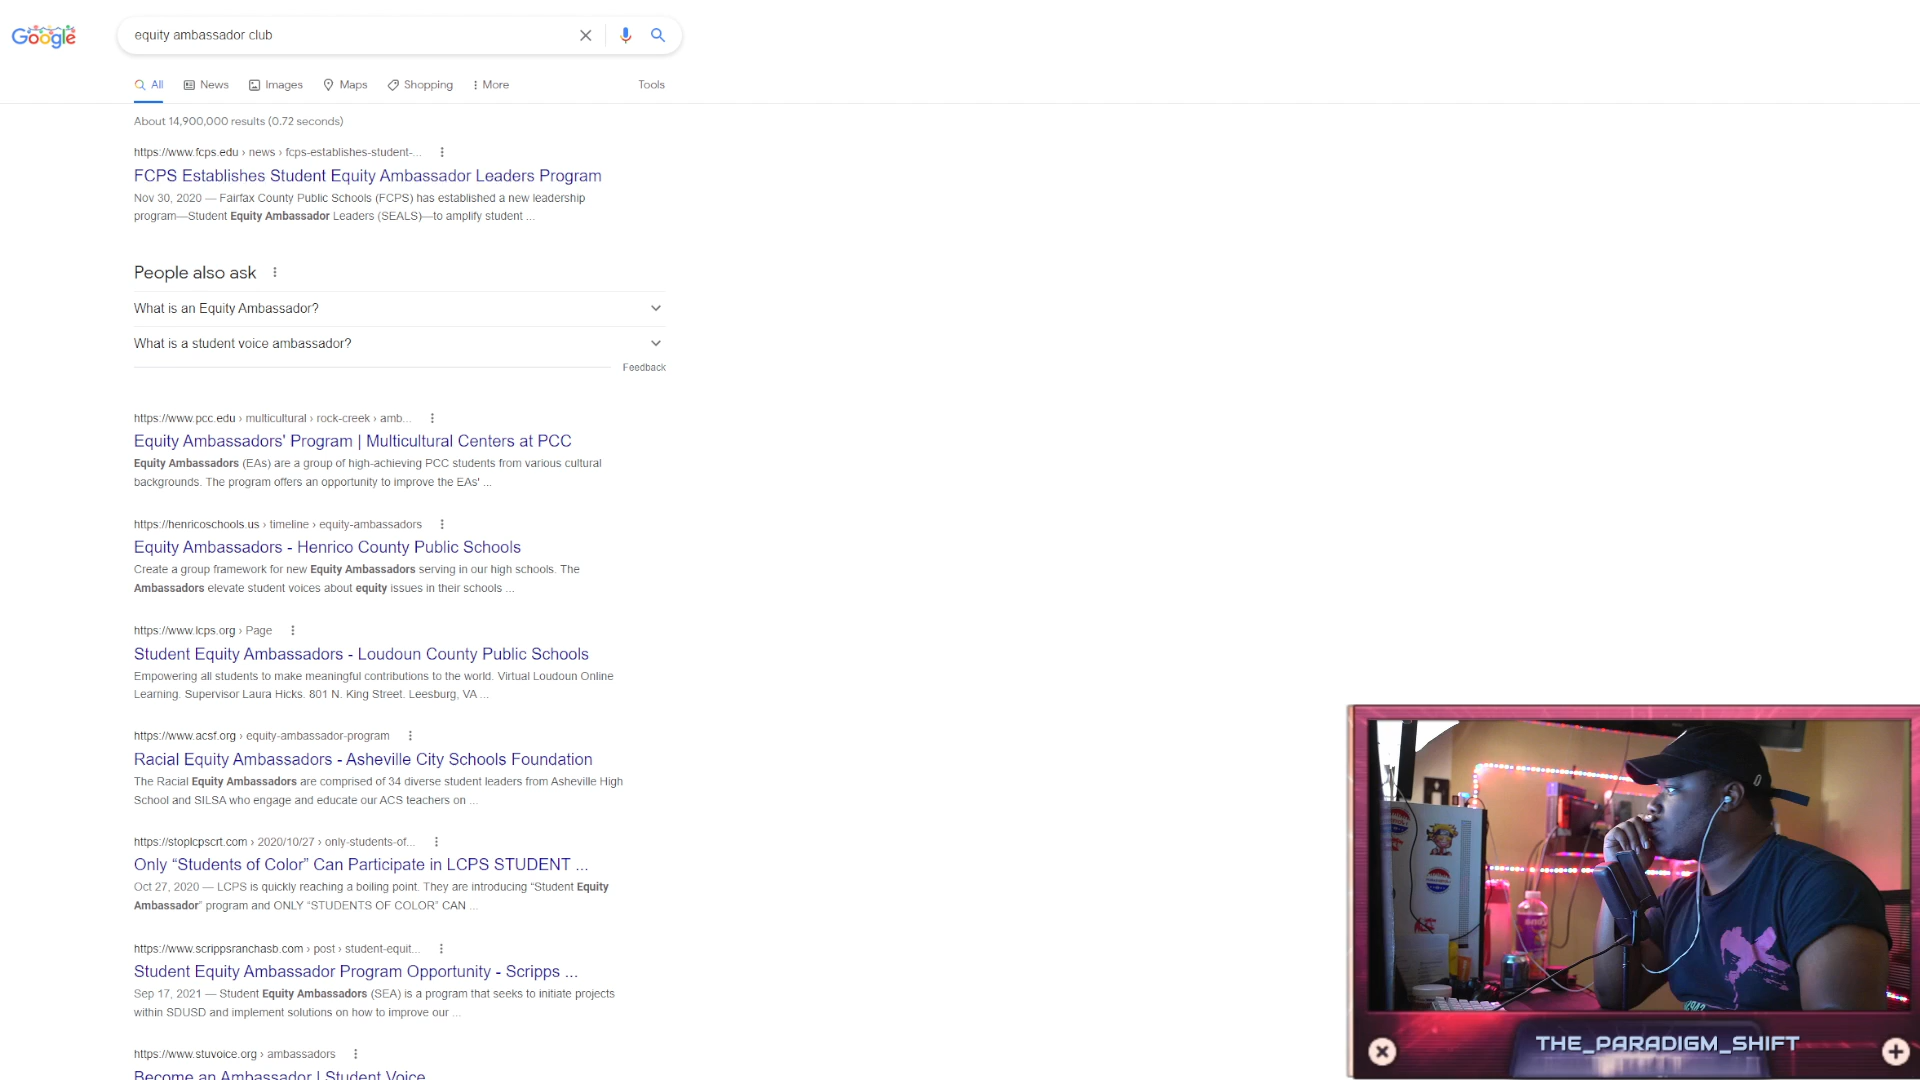 Google
equity ambassador club
All
News
Images
Maps
Shopping
More
Tools
About 14,900,000 results (0.72 seconds)
https://www.fcps.edu › news › fcps-establishes-student-...
FCPS Establishes Student Equity Ambassador Leaders Program
Nov 30, 2020 — Fairfax County Public Schools (FCPS) has established a new leadership
program—Student Equity Ambassador Leaders (SEALS)—to amplify student ...
People also ask
What is an Equity Ambassador?
What is a student voice ambassador?
Feedback
https://www.pcc.edu › multicultural › rock-creek › amb...
Equity Ambassadors' Program | Multicultural Centers at PCC
Equity Ambassadors (EAs) are a group of high-achieving PCC students from various cultural
backgrounds. The program offers an opportunity to improve the EAs' ...
https://henricoschools.us › timeline › equity-ambassadors
Equity Ambassadors - Henrico County Public Schools
Create a group framework for new Equity Ambassadors serving in our high schools. The
Ambassadors elevate student voices about equity issues in their schools ...
https://www.lcps.org › Page
Student Equity Ambassadors - Loudoun County Public Schools
Empowering all students to make meaningful contributions to the world. Virtual Loudoun Online
Learning. Supervisor Laura Hicks. 801 N. King Street. Leesburg, VA ...
https://www.acsf.org › equity-ambassador-program
Racial Equity Ambassadors - Asheville City Schools Foundation
The Racial Equity Ambassadors are comprised of 34 diverse student leaders from Asheville High
School and SILSA who engage and educate our ACS teachers on ...
https://stoplcpscrt.com › 2020/10/27 › only-students-of...
Only “Students of Color” Can Participate in LCPS STUDENT ...
Oct 27, 2020 — LCPS is quickly reaching a boiling point. They are introducing “Student Equity
Ambassador” program and ONLY “STUDENTS OF COLOR” CAN ...
https://www.scrippsranchasb.com › post › student-equit...
Student Equity Ambassador Program Opportunity - Scripps ...
Sep 17, 2021 — Student Equity Ambassadors (SEA) is a program that seeks to initiate projects
within SDUSD and implement solutions on how to improve our ...
https://www.stuvoice.org › ambassadors
Become an Ambassador | Student Voice
THE_PARADIGM_SHIFT